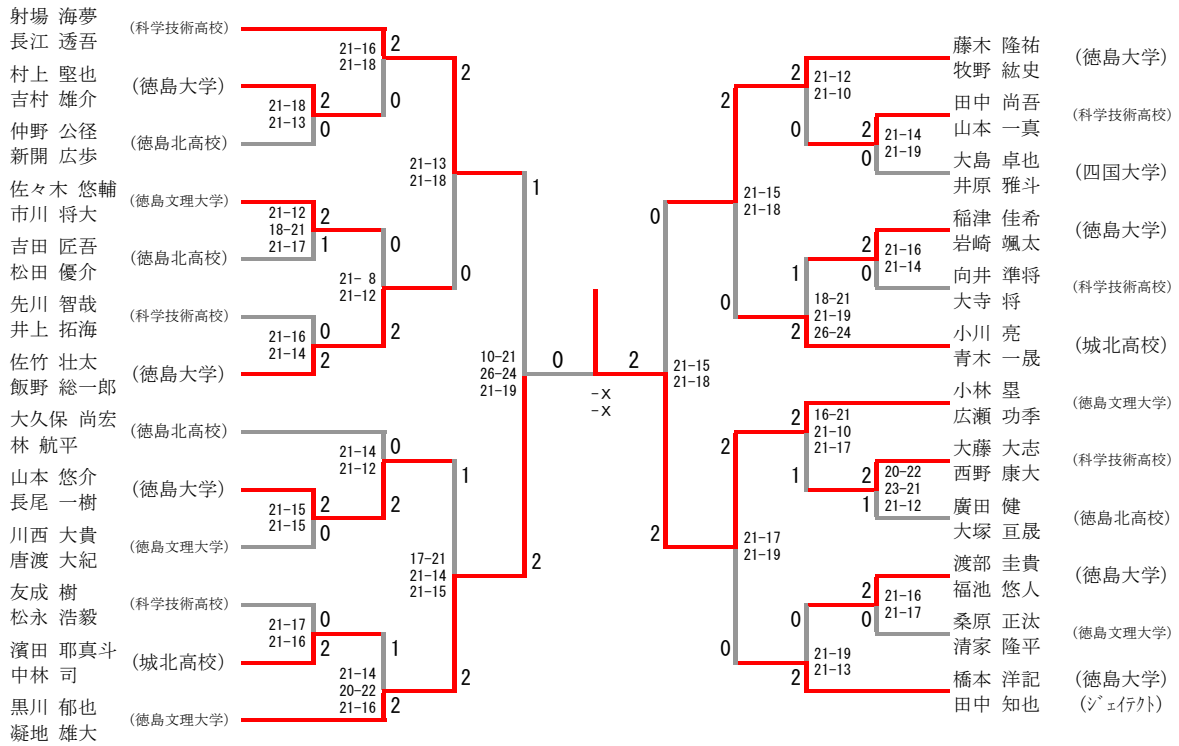 射場 海夢
長江 透吾
(科学技術高校)
村上 堅也
吉村 雄介
(徳島大学)
仲野 公径
新開 広歩
(徳島北高校)
佐々木 悠輔
市川 将大
(徳島文理大学)
吉田 匠吾
松田 優介
(徳島北高校)
先川 智哉
井上 拓海
(科学技術高校)
佐竹 壮太
飯野 総一郎
(徳島大学)
大久保 尚宏
林 航平
(徳島北高校)
山本 悠介
長尾 一樹
(徳島大学)
川西 大貴
唐渡 大紀
(徳島文理大学)
友成 樹
松永 浩毅
(科学技術高校)
濱田 耶真斗
中林 司
(城北高校)
黒川 郁也
凝地 雄大
(徳島文理大学)
21-18
21-13
2
0
21-12
18-21
21-17
2
1
21-16
21-14
0
2
21-15
21-15
2
0
21-17
21-16
0
2
21-16
21-18
2
0
21- 8
21-12
0
2
21-14
21-12
0
2
21-14
20-22
21-16
1
2
21-13
21-18
2
0
17-21
21-14
21-15
1
2
10-21
26-24
21-19
1
2
0
2
-X
-X
0
2
21-15
21-18
2
0
21-15
21-18
2
0
21-17
21-19
2
0
21-12
21-10
1
2
18-21
21-19
26-24
2
1
16-21
21-10
21-17
0
2
21-19
21-13
2
0
21-14
21-19
2
0
21-16
21-14
2
1
20-22
23-21
21-12
2
0
21-16
21-17
藤木 隆祐
牧野 紘史
(徳島大学)
田中 尚吾
山本 一真
(科学技術高校)
大島 卓也
井原 雅斗
(四国大学)
稲津 佳希
岩崎 颯太
(徳島大学)
向井 準将
大寺 将
(科学技術高校)
小川 亮
青木 一晟
(城北高校)
小林 塁
広瀬 功季
(徳島文理大学)
大藤 大志
西野 康大
(科学技術高校)
廣田 健
大塚 亘晟
(徳島北高校)
渡部 圭貴
福池 悠人
(徳島大学)
桑原 正汰
清家 隆平
(徳島文理大学)
橋本 洋記
田中 知也
(徳島大学)
(ジェイテクト)